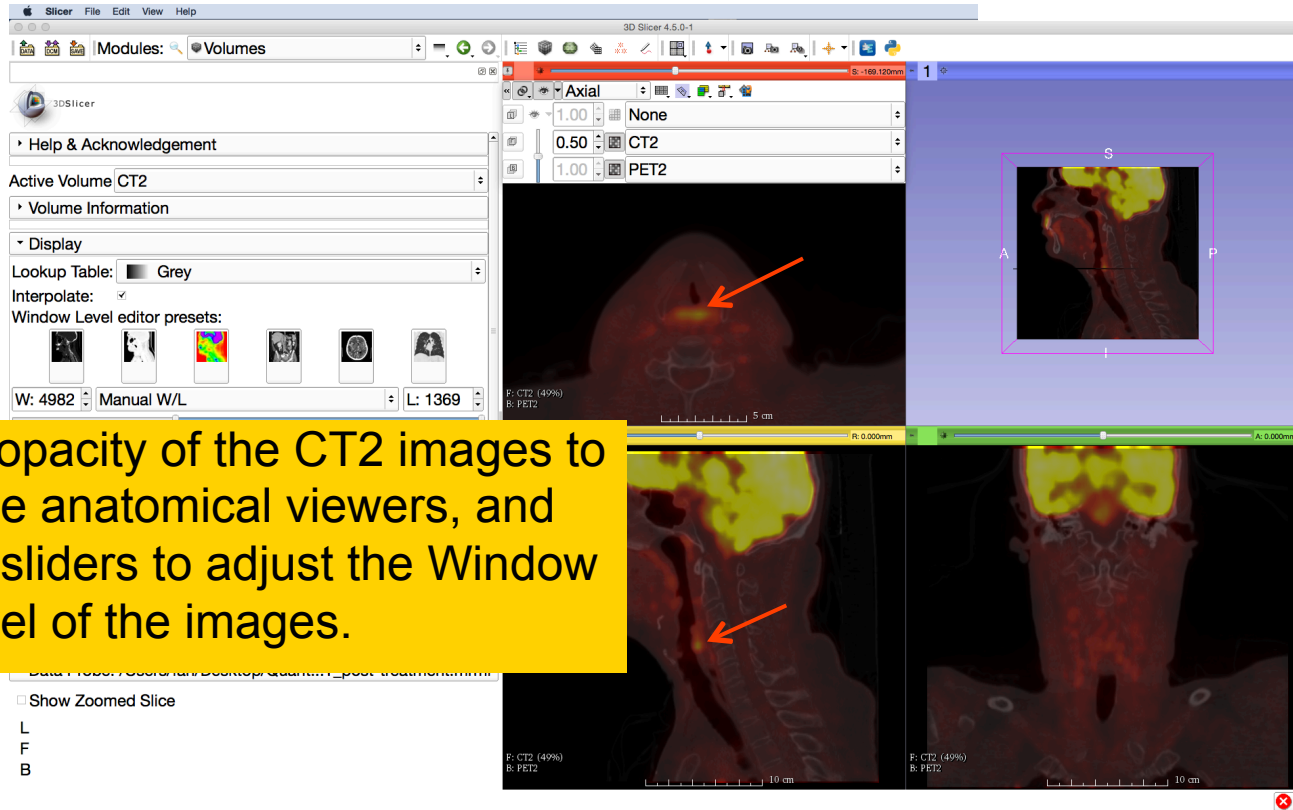 Slicer File Edit View Help
3D Slicer 4.5.0-1
DATA DCM SAVE Modules: Volumes
S: -169.120mm 1
3DSlicer
Axial
1.00 None
Help & Acknowledgement
0.50 CT2
Active Volume CT2
1.00 PET2
Volume Information
Display
Lookup Table: Grey
Interpolate:
Window Level editor presets:
W: 4982 Manual W/L L: 1369
F: CT2 (49%)
B: PET2
5 cm
S
A
P
I
R: 0.000mm
A: 0.000mm
opacity of the CT2 images to
e anatomical viewers, and
sliders to adjust the Window
el of the images.
Show Zoomed Slice
L
F
B
F: CT2 (49%)
B: PET2
10 cm
F: CT2 (49%)
B: PET2
10 cm